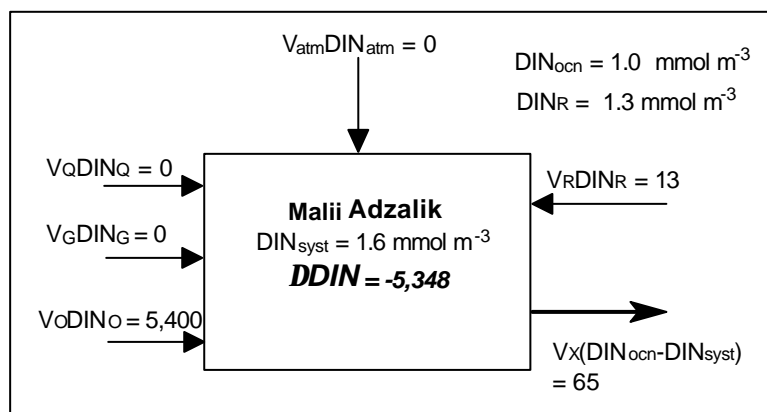 VatmDINatm = 0
DINocn = 1.0 mmol m-3
DINR = 1.3 mmol m-3
VQDINQ = 0
VGDING = 0
VODINO = 5,400
Malii Adzalik
DINsyst = 1.6 mmol m-3
DDIN = -5,348
VRDINR = 13
VX(DINocn-DINsyst)
= 65